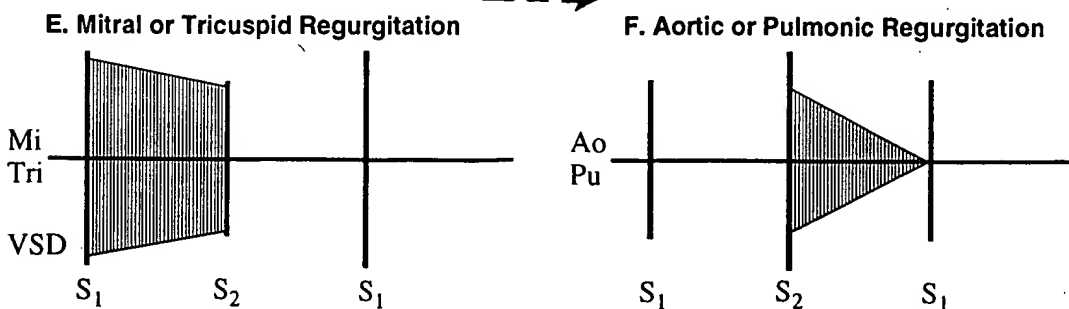 E. Mitral or Tricuspid Regurgitation
Mi
Tri
VSD
S₁ S₂ S₁
F. Aortic or Pulmonic Regurgitation
Ao
Pu
S₁ S₂ S₁